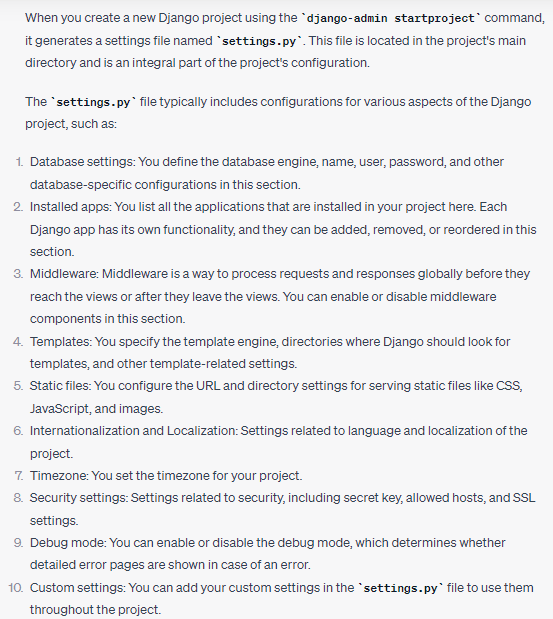 When you create a new Django project using the `django-admin startproject` command,
it generates a settings file named `settings.py`. This file is located in the project's main
directory and is an integral part of the project's configuration.
The `settings.py` file typically includes configurations for various aspects of the Django
project, such as:
1. Database settings: You define the database engine, name, user, password, and other
database-specific configurations in this section.
2. Installed apps: You list all the applications that are installed in your project here. Each
Django app has its own functionality, and they can be added, removed, or reordered in this
section.
3. Middleware: Middleware is a way to process requests and responses globally before they
reach the views or after they leave the views. You can enable or disable middleware
components in this section.
4. Templates: You specify the template engine, directories where Django should look for
templates, and other template-related settings.
5. Static files: You configure the URL and directory settings for serving static files like CSS,
JavaScript, and images.
6. Internationalization and Localization: Settings related to language and localization of the
project.
7. Timezone: You set the timezone for your project.
8. Security settings: Settings related to security, including secret key, allowed hosts, and SSL
settings.
9. Debug mode: You can enable or disable the debug mode, which determines whether
detailed error pages are shown in case of an error.
10. Custom settings: You can add your custom settings in the `settings.py` file to use them
throughout the project.